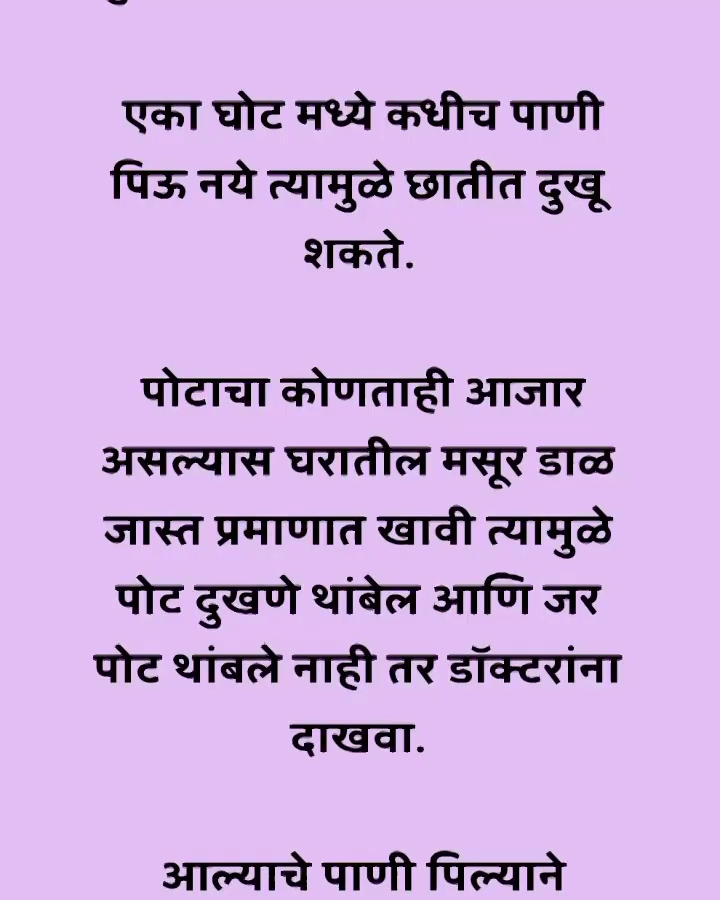 एका घोट मध्ये कधीच पाणी
पिऊ नये त्यामुळे छातीत दुखू
शकते.
पोटाचा कोणताही आजार
असल्यास घरातील मसूर डाळ
जास्त प्रमाणात खावी त्यामुळे
पोट दुखणे थांबेल आणि जर
पोट थांबले नाही तर डॉक्टरांना
दाखवा.
आल्याचे पाणी पिल्याने